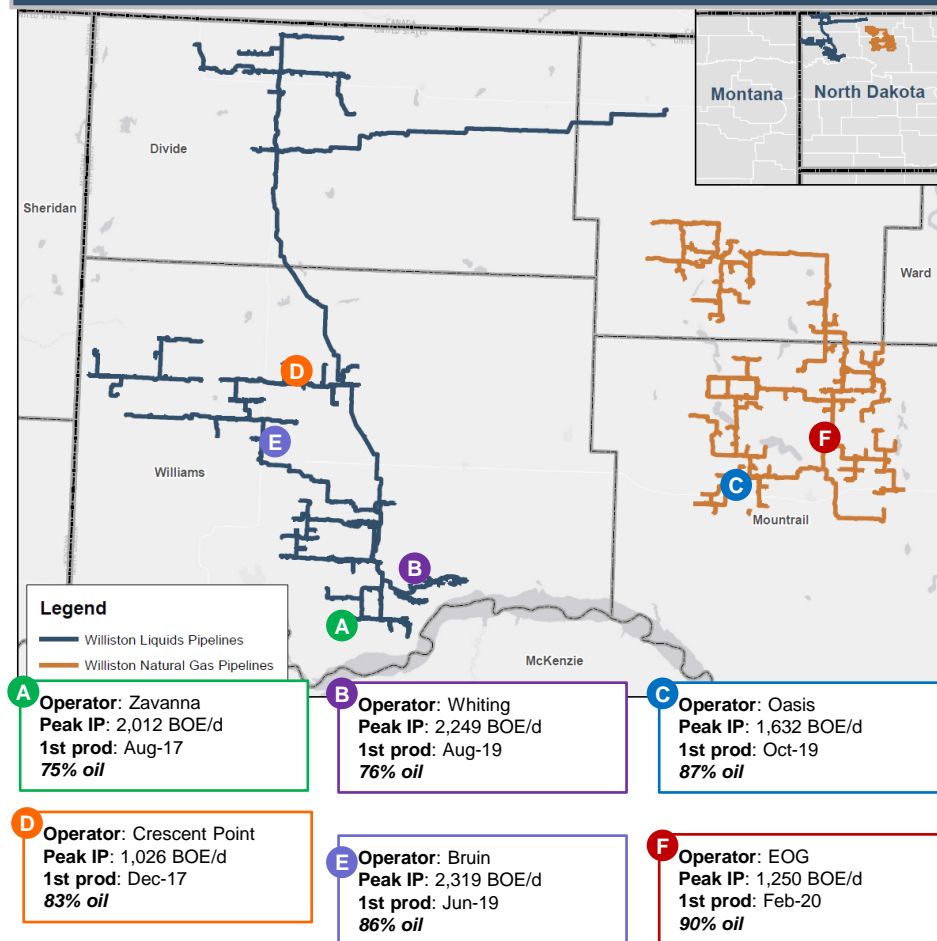 CANADA
UNITED STATES
Montana
North Dakota
Divide
Sheridan
Ward
D
E
F
Williams
C
Mountrail
B
A
McKenzie
Legend
Williston Liquids Pipelines
Williston Natural Gas Pipelines
A
Operator: Zavanna
Peak IP: 2,012 BOE/d
1st prod: Aug-17
75% oil
B
Operator: Whiting
Peak IP: 2,249 BOE/d
1st prod: Aug-19
76% oil
C
Operator: Oasis
Peak IP: 1,632 BOE/d
1st prod: Oct-19
87% oil
D
Operator: Crescent Point
Peak IP: 1,026 BOE/d
1st prod: Dec-17
83% oil
E
Operator: Bruin
Peak IP: 2,319 BOE/d
1st prod: Jun-19
86% oil
F
Operator: EOG
Peak IP: 1,250 BOE/d
1st prod: Feb-20
90% oil